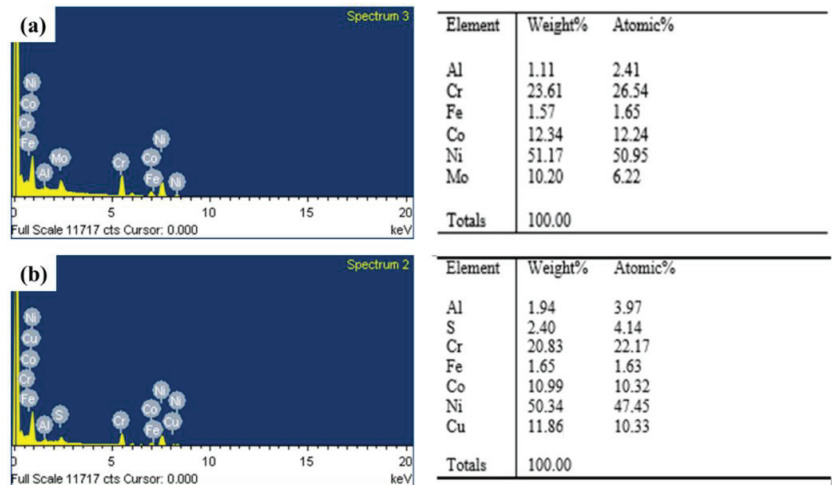 (a)
Spectrum 3
Ni
Co
Cr
Fe
Al
Mo
Cr
Ni
Co
Fe
Ni
0 5 10 15 20
Full Scale 11717 cts Cursor: 0.000 keV
Element Weight% Atomic%
Al 1.11 2.41
Cr 23.61 26.54
Fe 1.57 1.65
Co 12.34 12.24
Ni 51.17 50.95
Mo 10.20 6.22
Totals 100.00
(b)
Spectrum 2
Ni
Cu
Co
Cr
Fe
Al
S
Cr
Ni
Co
Fe
Ni
Cu
0 5 10 15 20
Full Scale 11717 cts Cursor: 0.000 keV
Element Weight% Atomic%
Al 1.94 3.97
S 2.40 4.14
Cr 20.83 22.17
Fe 1.65 1.63
Co 10.99 10.32
Ni 50.34 47.45
Cu 11.86 10.33
Totals 100.00